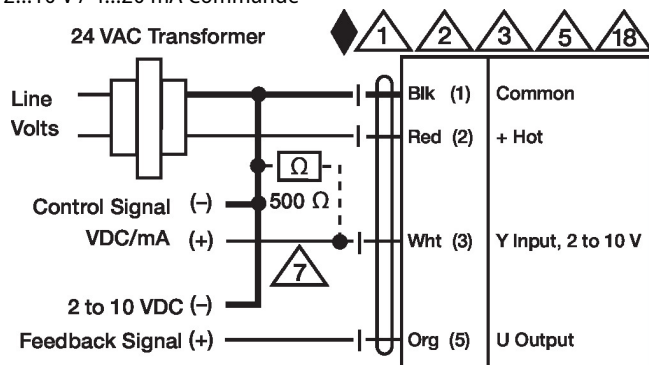 2...10 V / 4...20 mA Commande
24 VAC Transformer
1 2 3 5 18
Line
Volts
Blk (1) Common
Red (2) + Hot
Ω
500 Ω
Control Signal (-)
VDC/mA (+)
Wht (3) Y Input, 2 to 10 V
7
2 to 10 VDC (-)
Feedback Signal (+)
Org (5) U Output